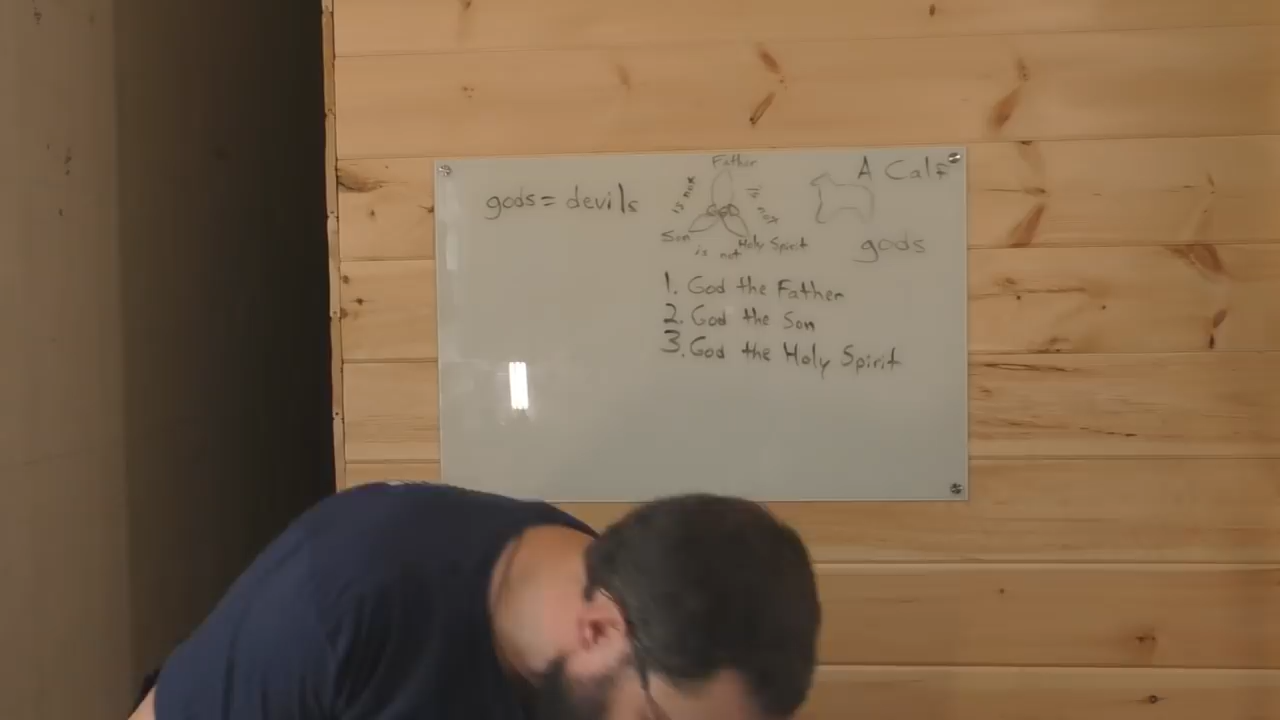 gods = devils
Father
is not
is not
GOD
Son
Holy Spirit
is not
A Calf
gods
1. God the Father
2. God the Son
3. God the Holy Spirit